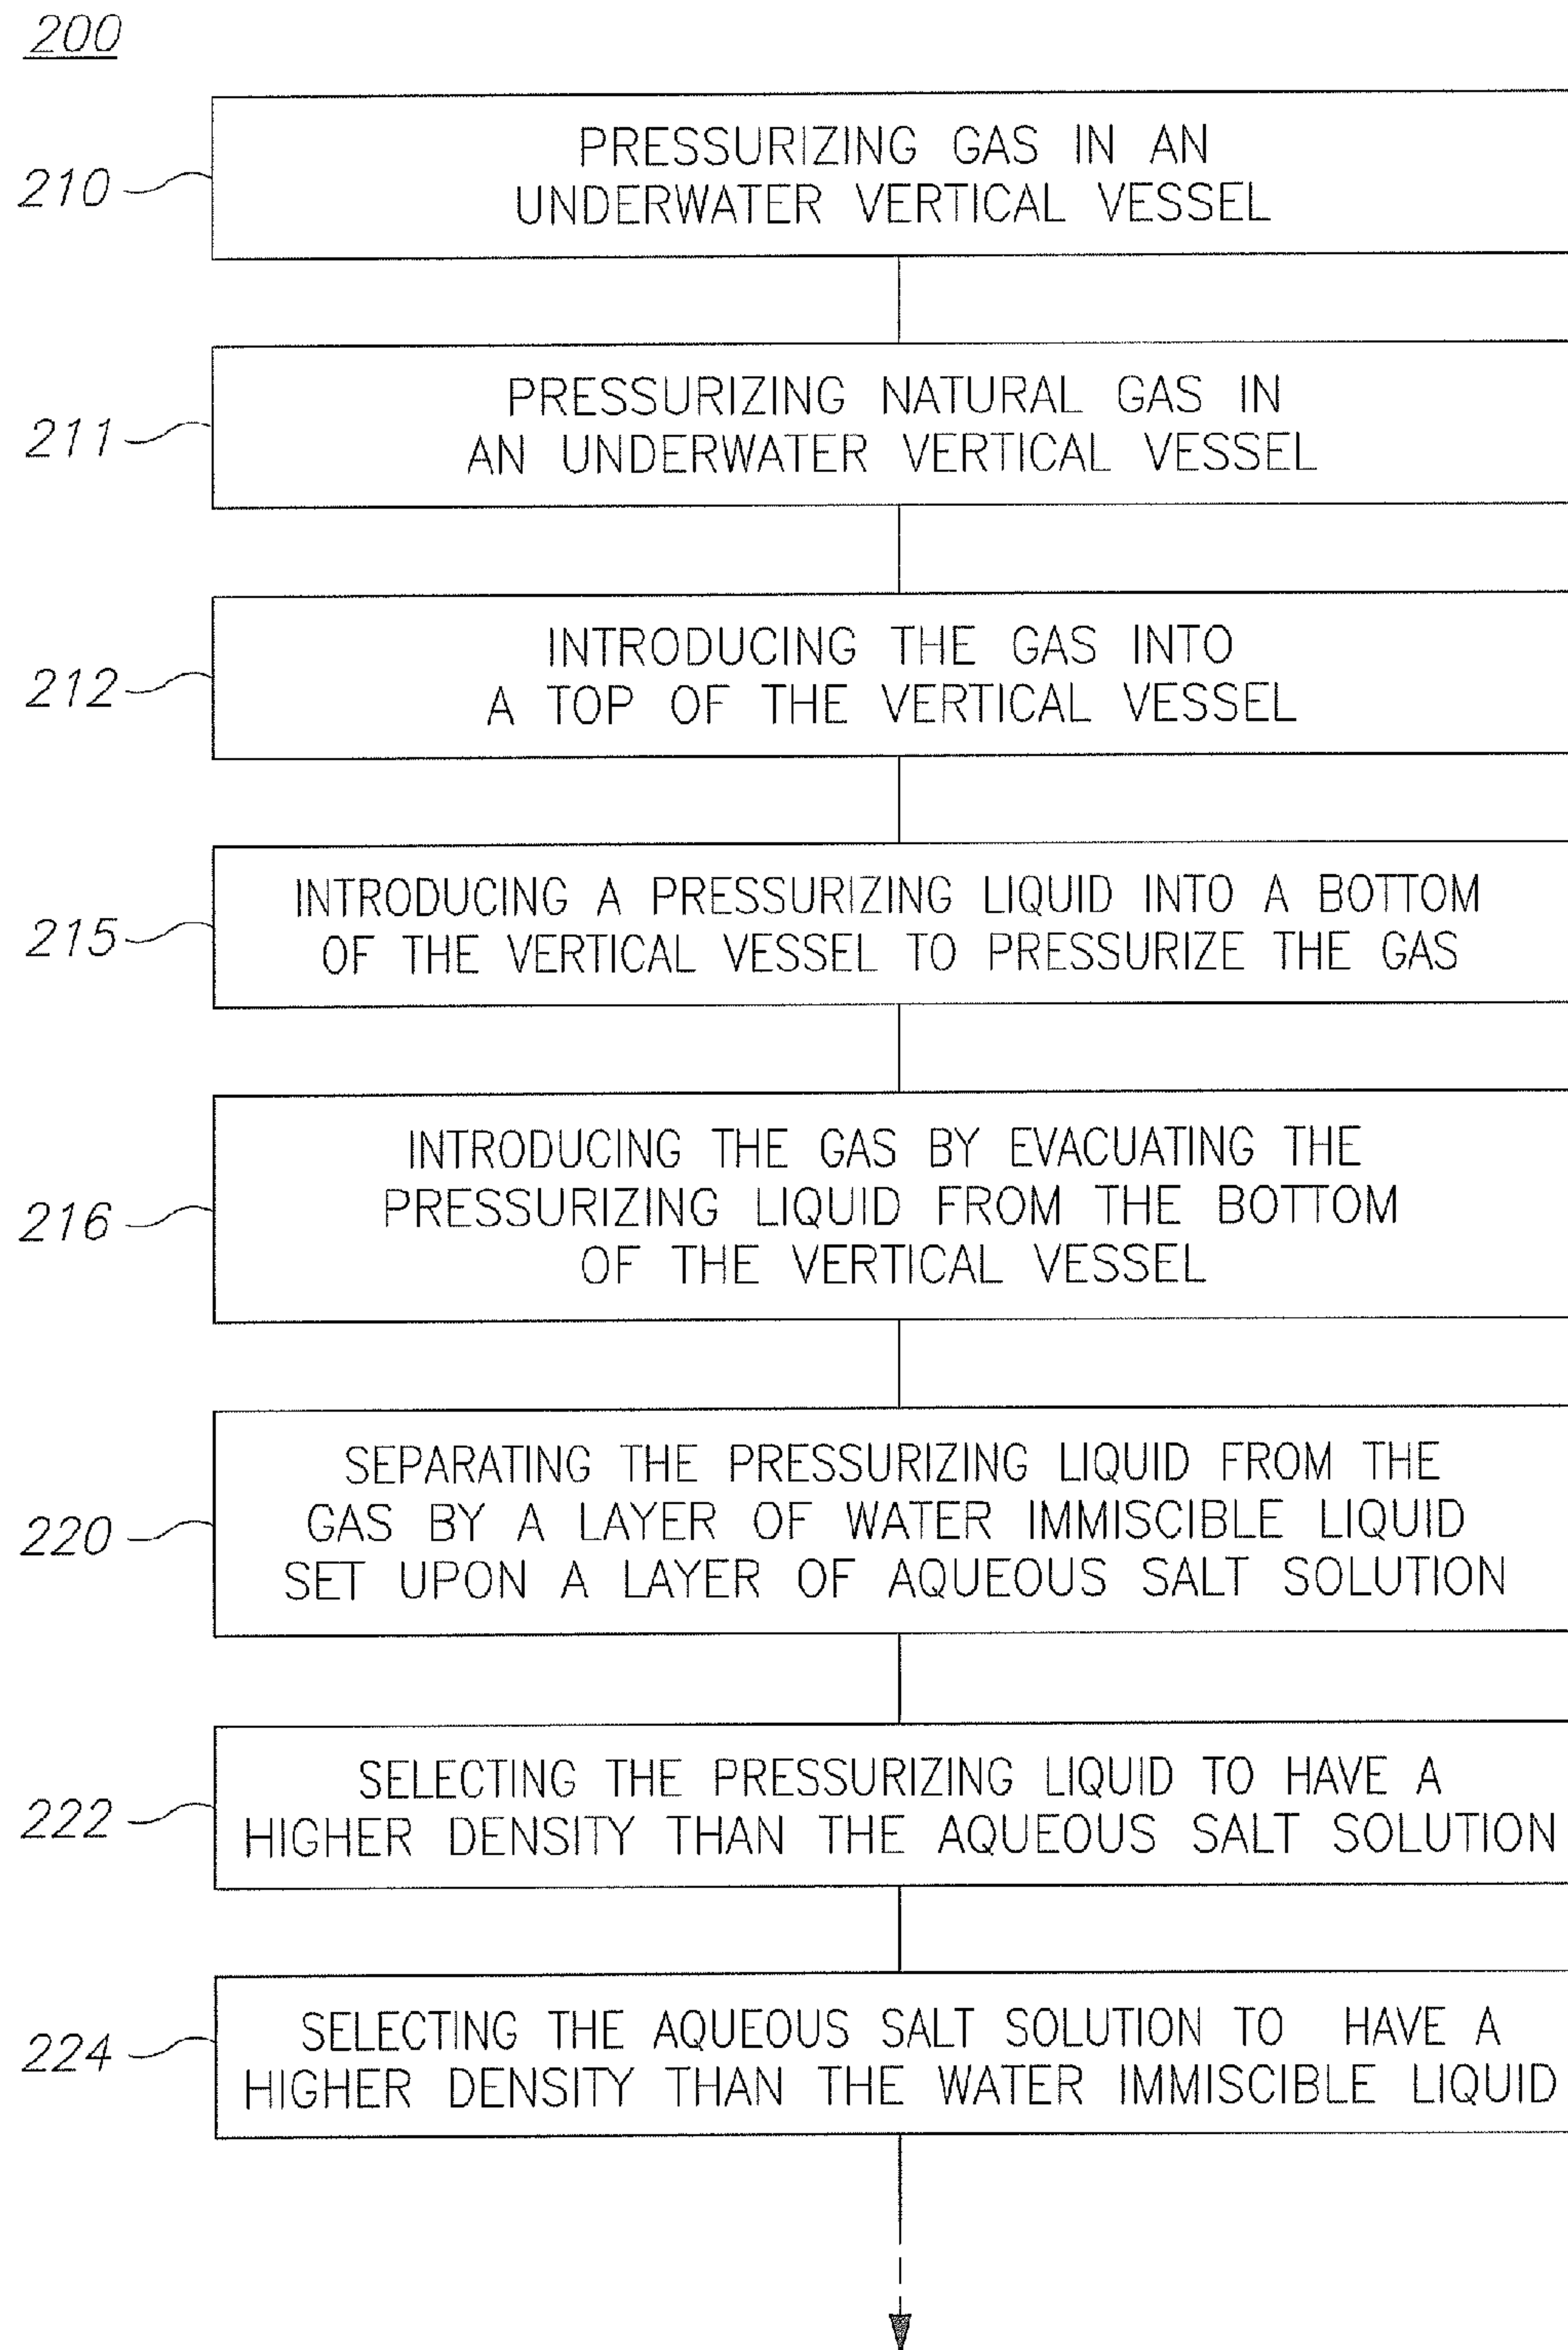 200
210
PRESSURIZING GAS IN AN
UNDERWATER VERTICAL VESSEL
211
PRESSURIZING NATURAL GAS IN
AN UNDERWATER VERTICAL VESSEL
212
INTRODUCING THE GAS INTO
A TOP OF THE VERTICAL VESSEL
215
INTRODUCING A PRESSURIZING LIQUID INTO A BOTTOM
OF THE VERTICAL VESSEL TO PRESSURIZE THE GAS
216
INTRODUCING THE GAS BY EVACUATING THE
PRESSURIZING LIQUID FROM THE BOTTOM
OF THE VERTICAL VESSEL
220
SEPARATING THE PRESSURIZING LIQUID FROM THE
GAS BY A LAYER OF WATER IMMISCIBLE LIQUID
SET UPON A LAYER OF AQUEOUS SALT SOLUTION
222
SELECTING THE PRESSURIZING LIQUID TO HAVE A
HIGHER DENSITY THAN THE AQUEOUS SALT SOLUTION
224
SELECTING THE AQUEOUS SALT SOLUTION TO HAVE A
HIGHER DENSITY THAN THE WATER IMMISCIBLE LIQUID